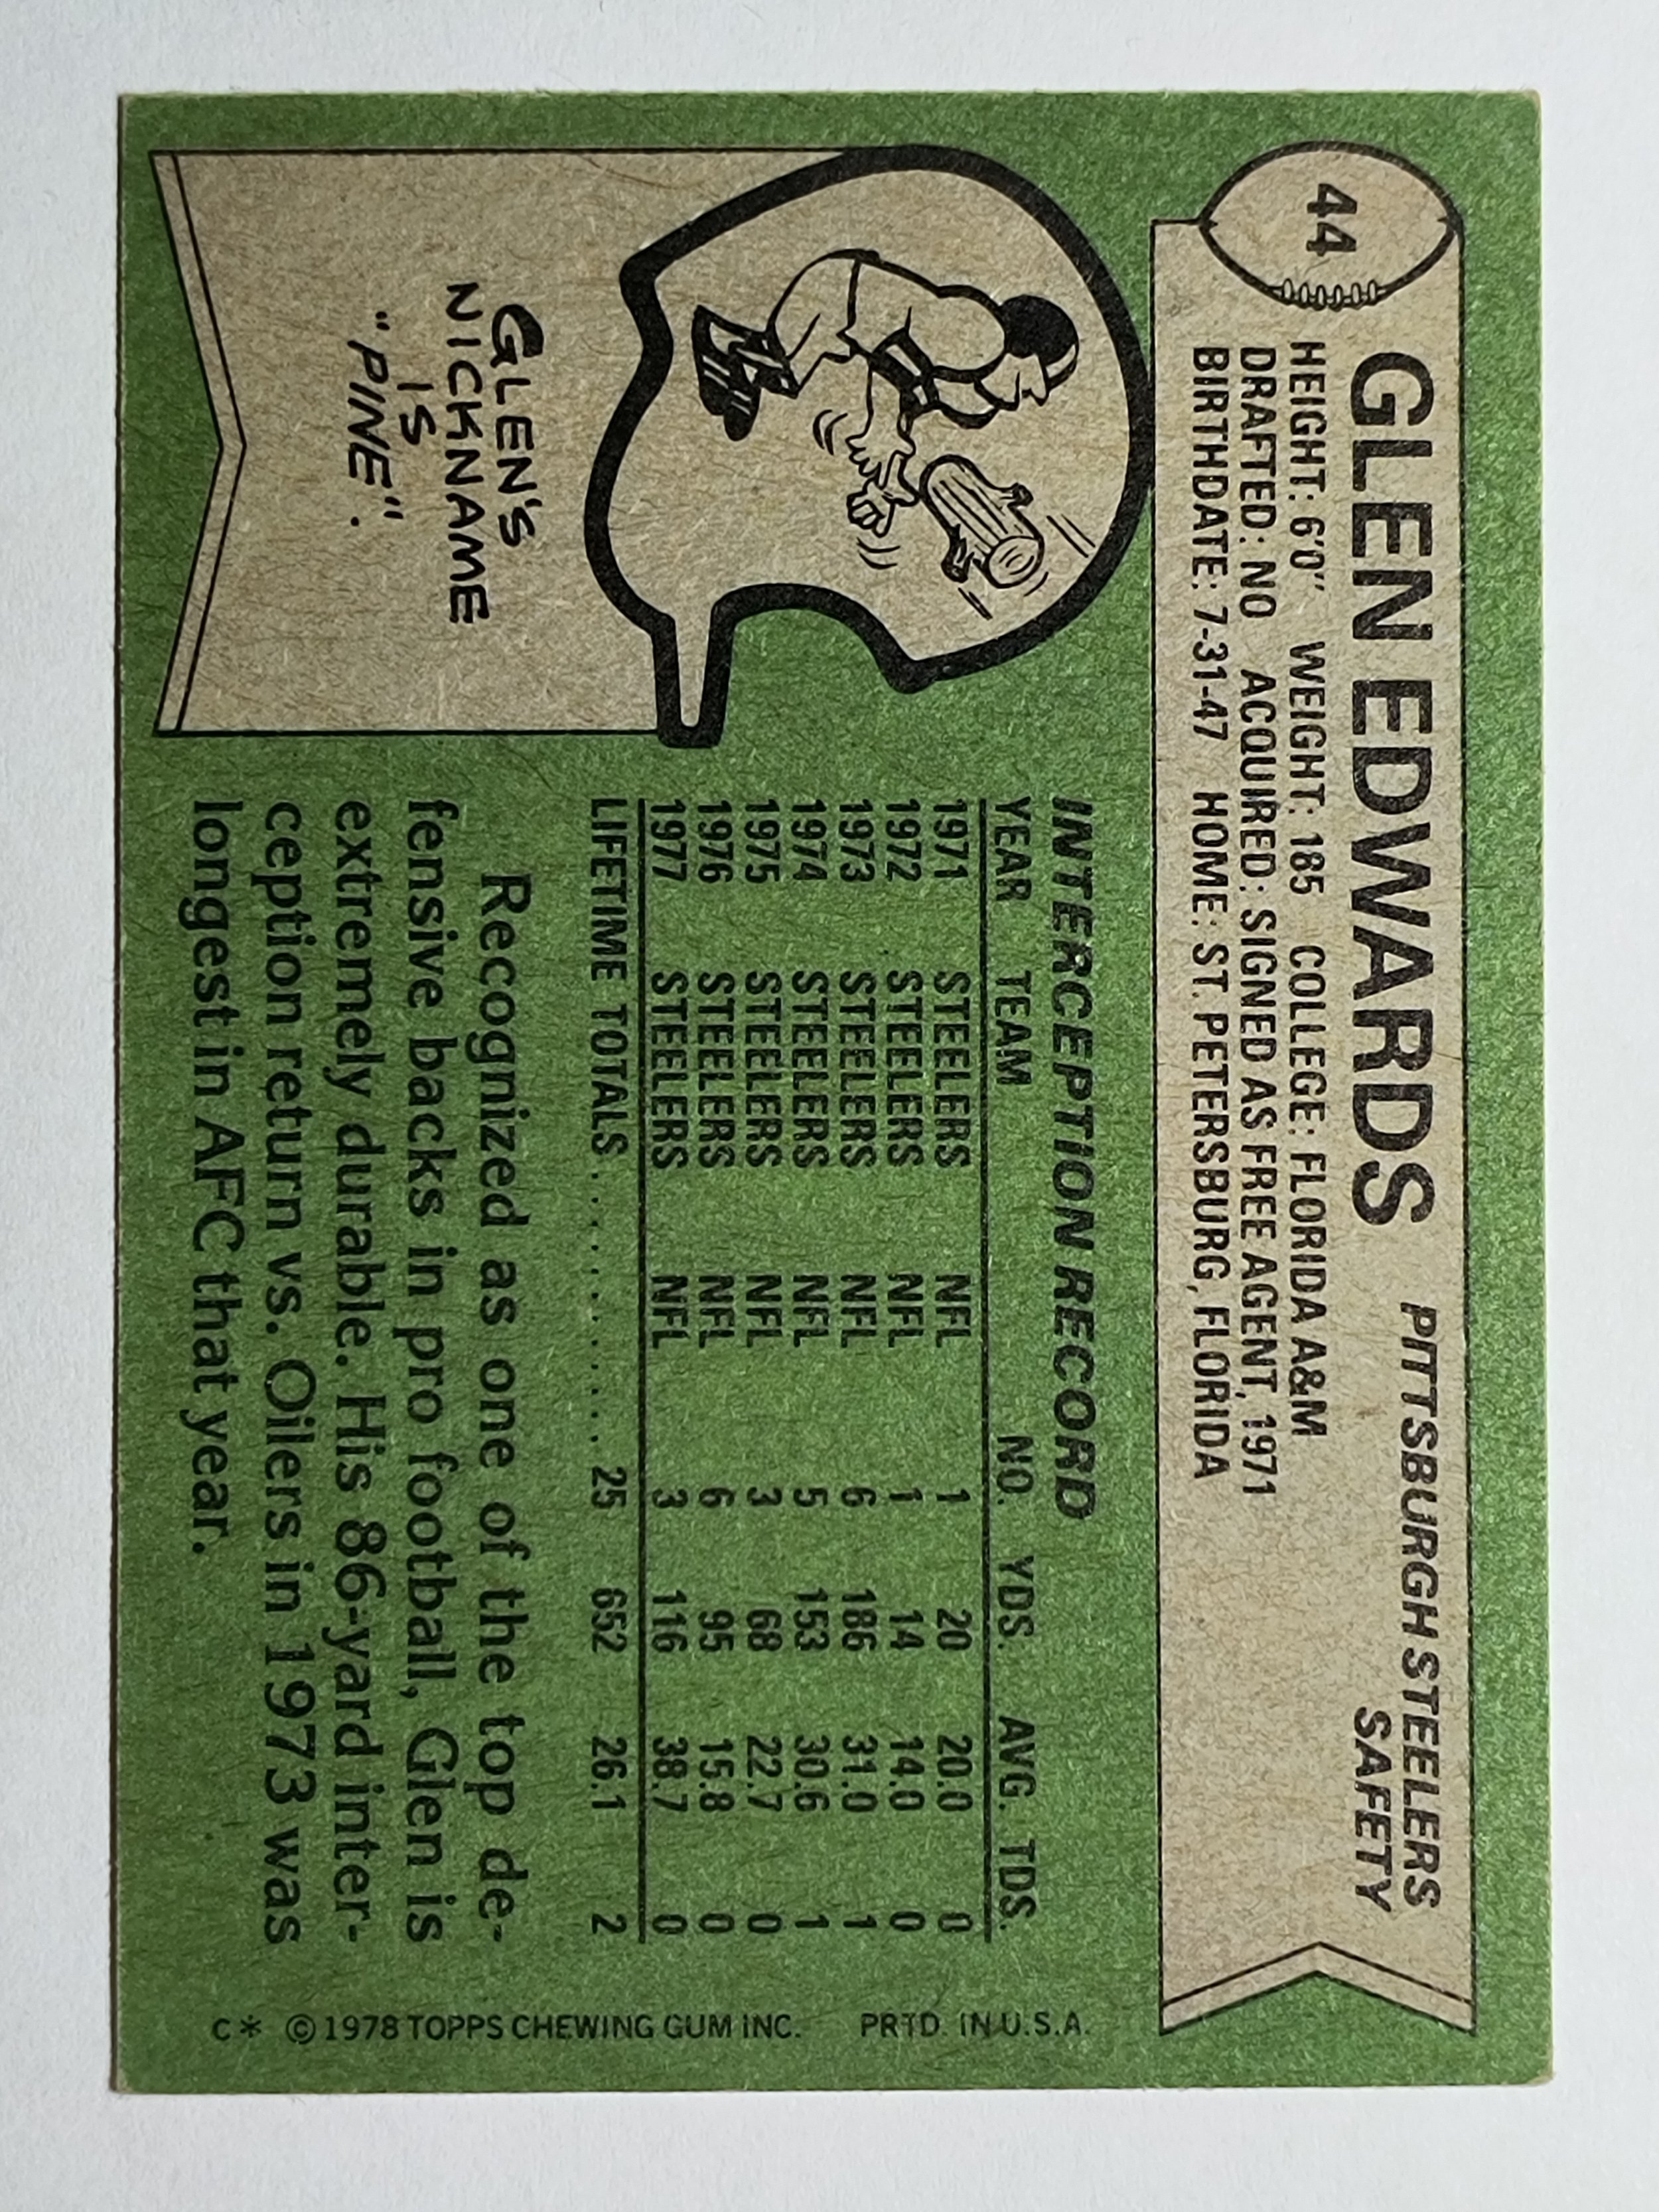 44
GLEN EDWARDS PITTSBURGH STEELERS
SAFETY
HEIGHT: 6'0" WEIGHT: 185 COLLEGE: FLORIDA A&M
DRAFTED: NO ACQUIRED: SIGNED AS FREE AGENT, 1971
BIRTHDATE: 7-31-47 HOME: ST. PETERSBURG, FLORIDA
GLEN'S
NICKNAME
IS
"PINE".
INTERCEPTION RECORD
YEAR TEAM NO. YDS. AVG. TDS.
1971 STEELERS NFL 1 20 20.0 0
1972 STEELERS NFL 1 14 14.0 0
1973 STEELERS NFL 6 186 31.0 1
1974 STEELERS NFL 5 153 30.6 1
1975 STEELERS NFL 3 68 22.7 0
1976 STEELERS NFL 6 95 15.8 0
1977 STEELERS NFL 3 116 38.7 0
LIFETIME TOTALS ............ 25 652 26.1 2
Recognized as one of the top de-
fensive backs in pro football, Glen is
extremely durable. His 86-yard inter-
ception return vs. Oilers in 1973 was
longest in AFC that year.
C* ©1978 TOPPS CHEWING GUM INC. PRTD. IN U.S.A.